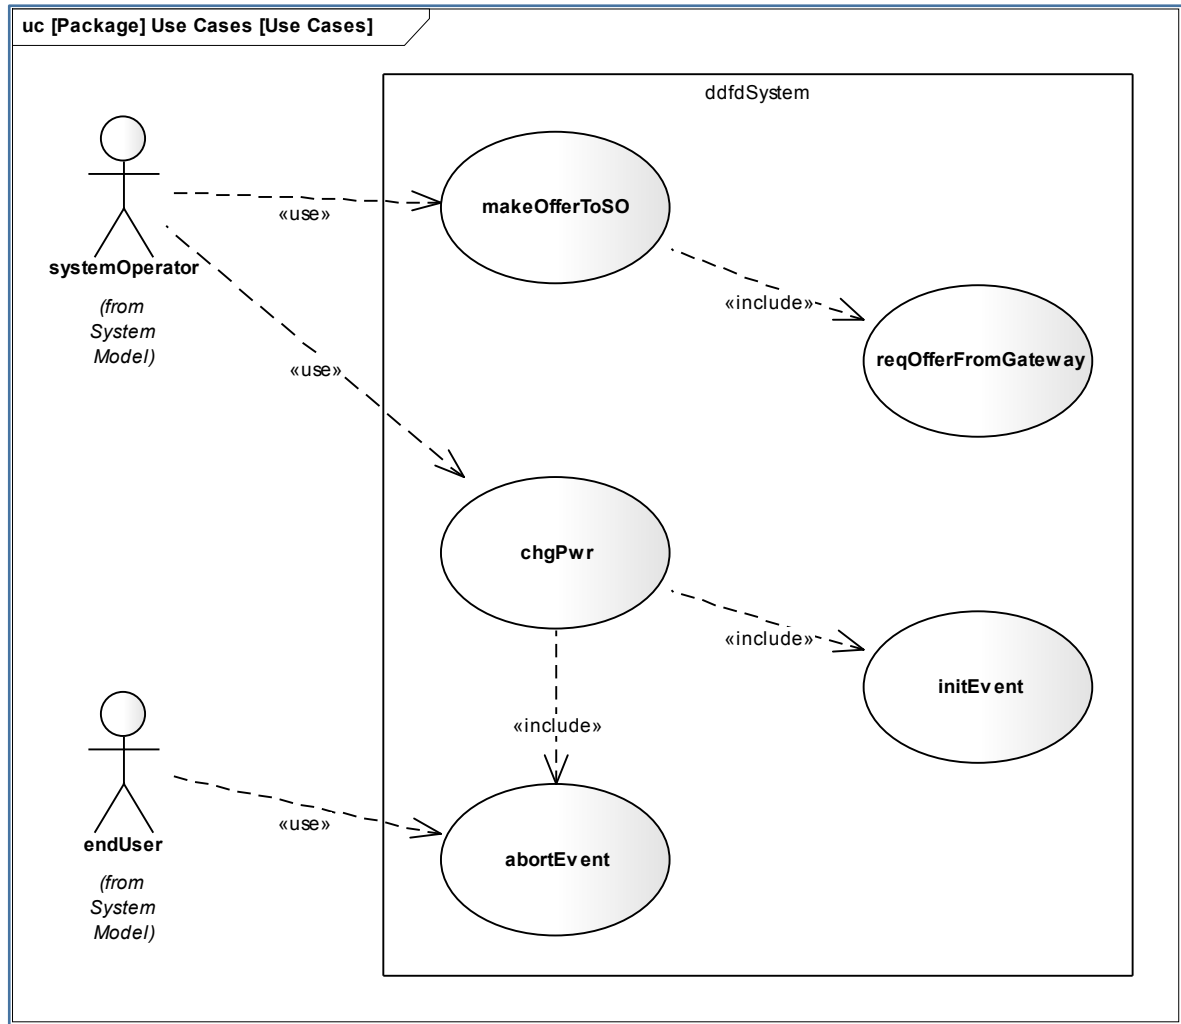 uc [Package] Use Cases [Use Cases]
ddfdSystem
systemOperator
(from
System
Model)
«use»
makeOfferToSO
«include»
reqOfferFromGateway
«use»
chgPwr
«include»
initEvent
«include»
endUser
(from
System
Model)
«use»
abortEvent